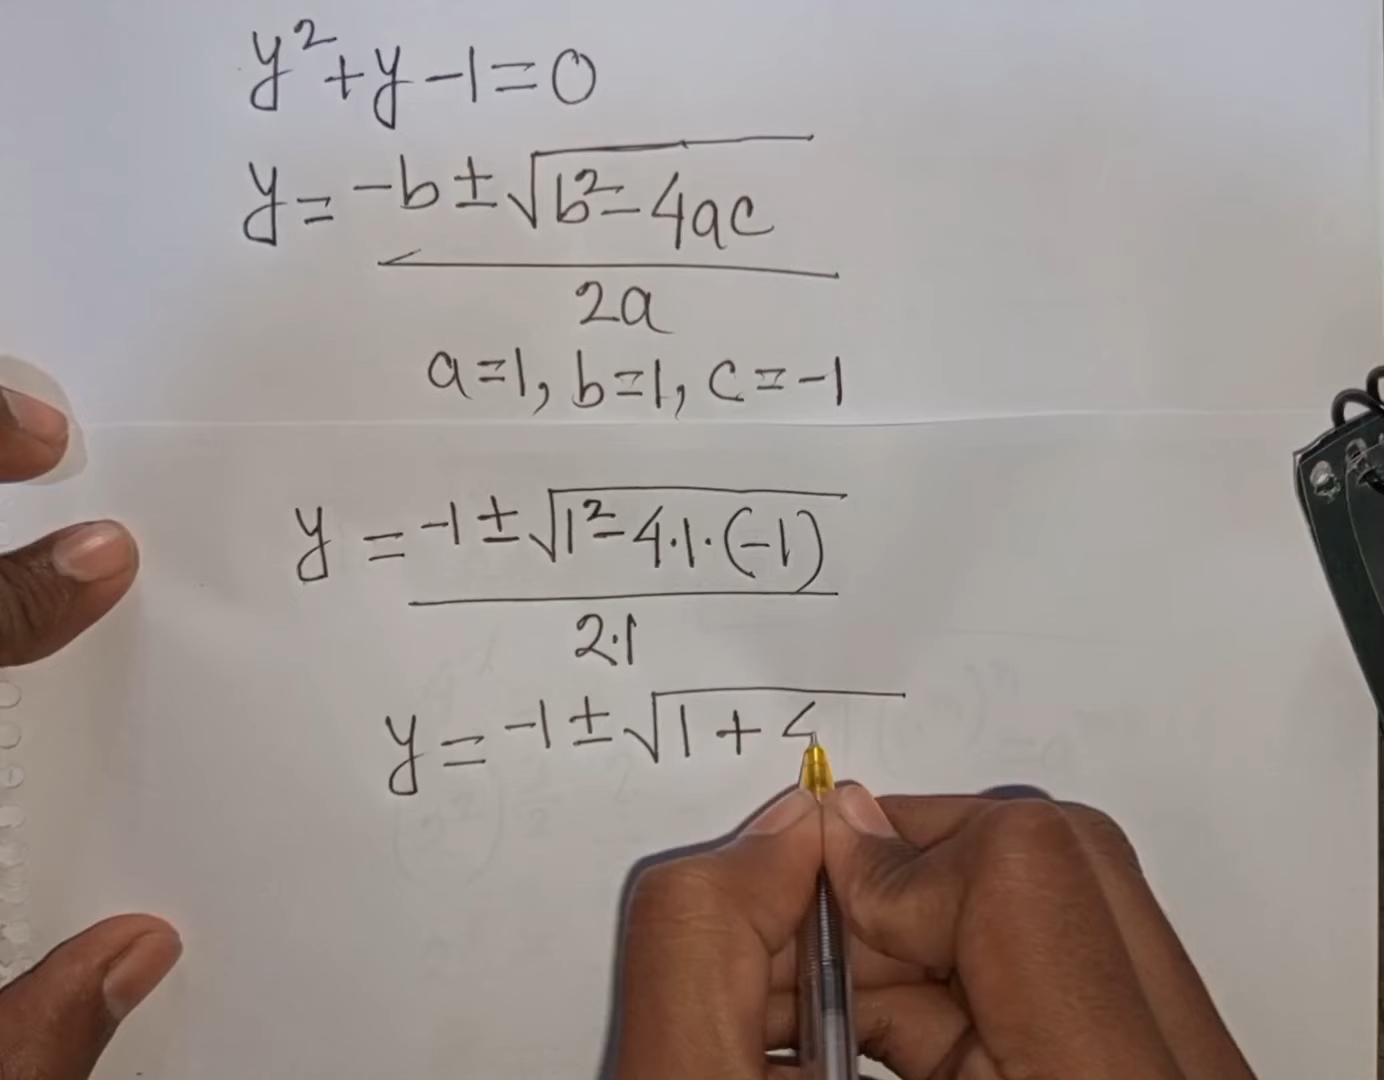 y²+y-1=0
y=-b±√b²-4ac
2a
a=1, b=1, c=-1
y=-1±√1²-4·1·(-1)
2·1
y=-1±√1+4